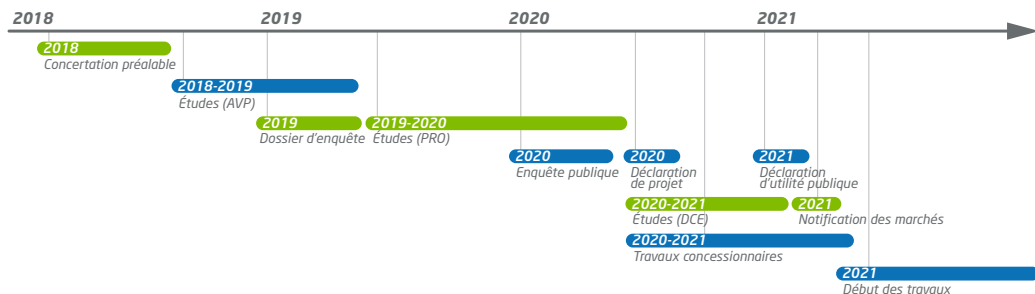 2018 2019 2020 2021
2018
Concertation préalable
2018-2019
Études (AVP)
2019 2019-2020
Dossier d'enquête Études (PRO)
2020 2020 2021
Enquête publique Déclaration Déclaration
de projet d'utilité publique
2020-2021 2021
Études (DCE) Notification des marchés
2020-2021
Travaux concessionnaires
2021
Début des travaux